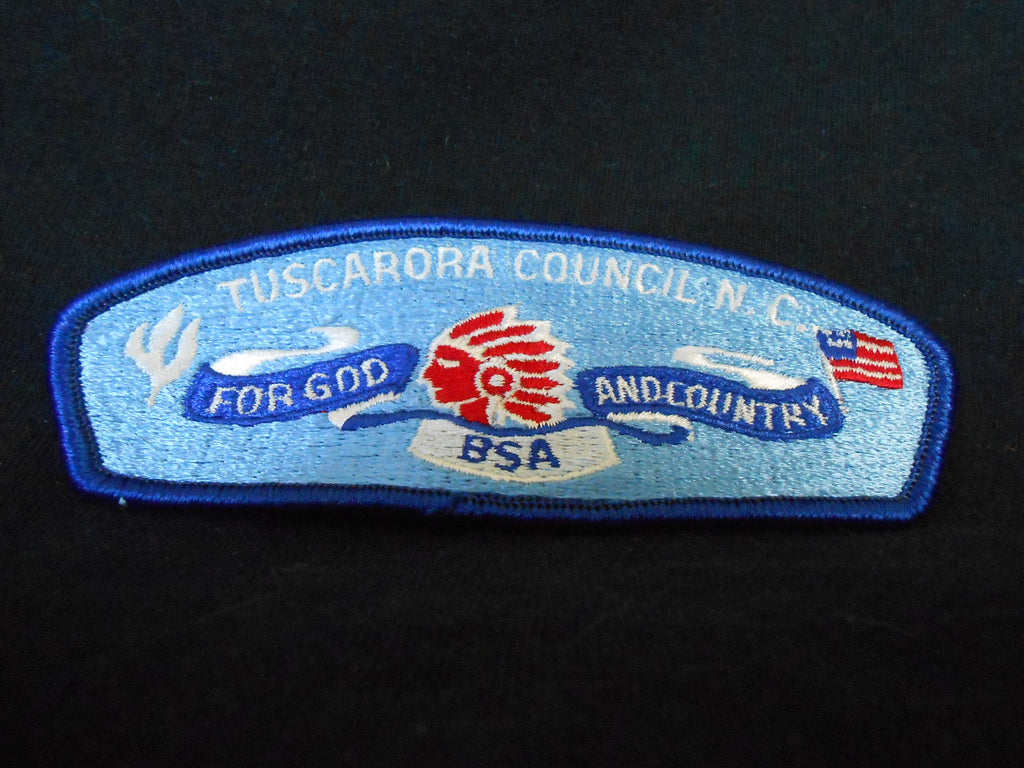 TUSCARORA COUNCIL N. C.
FOR GOD
AND COUNTRY
BSA